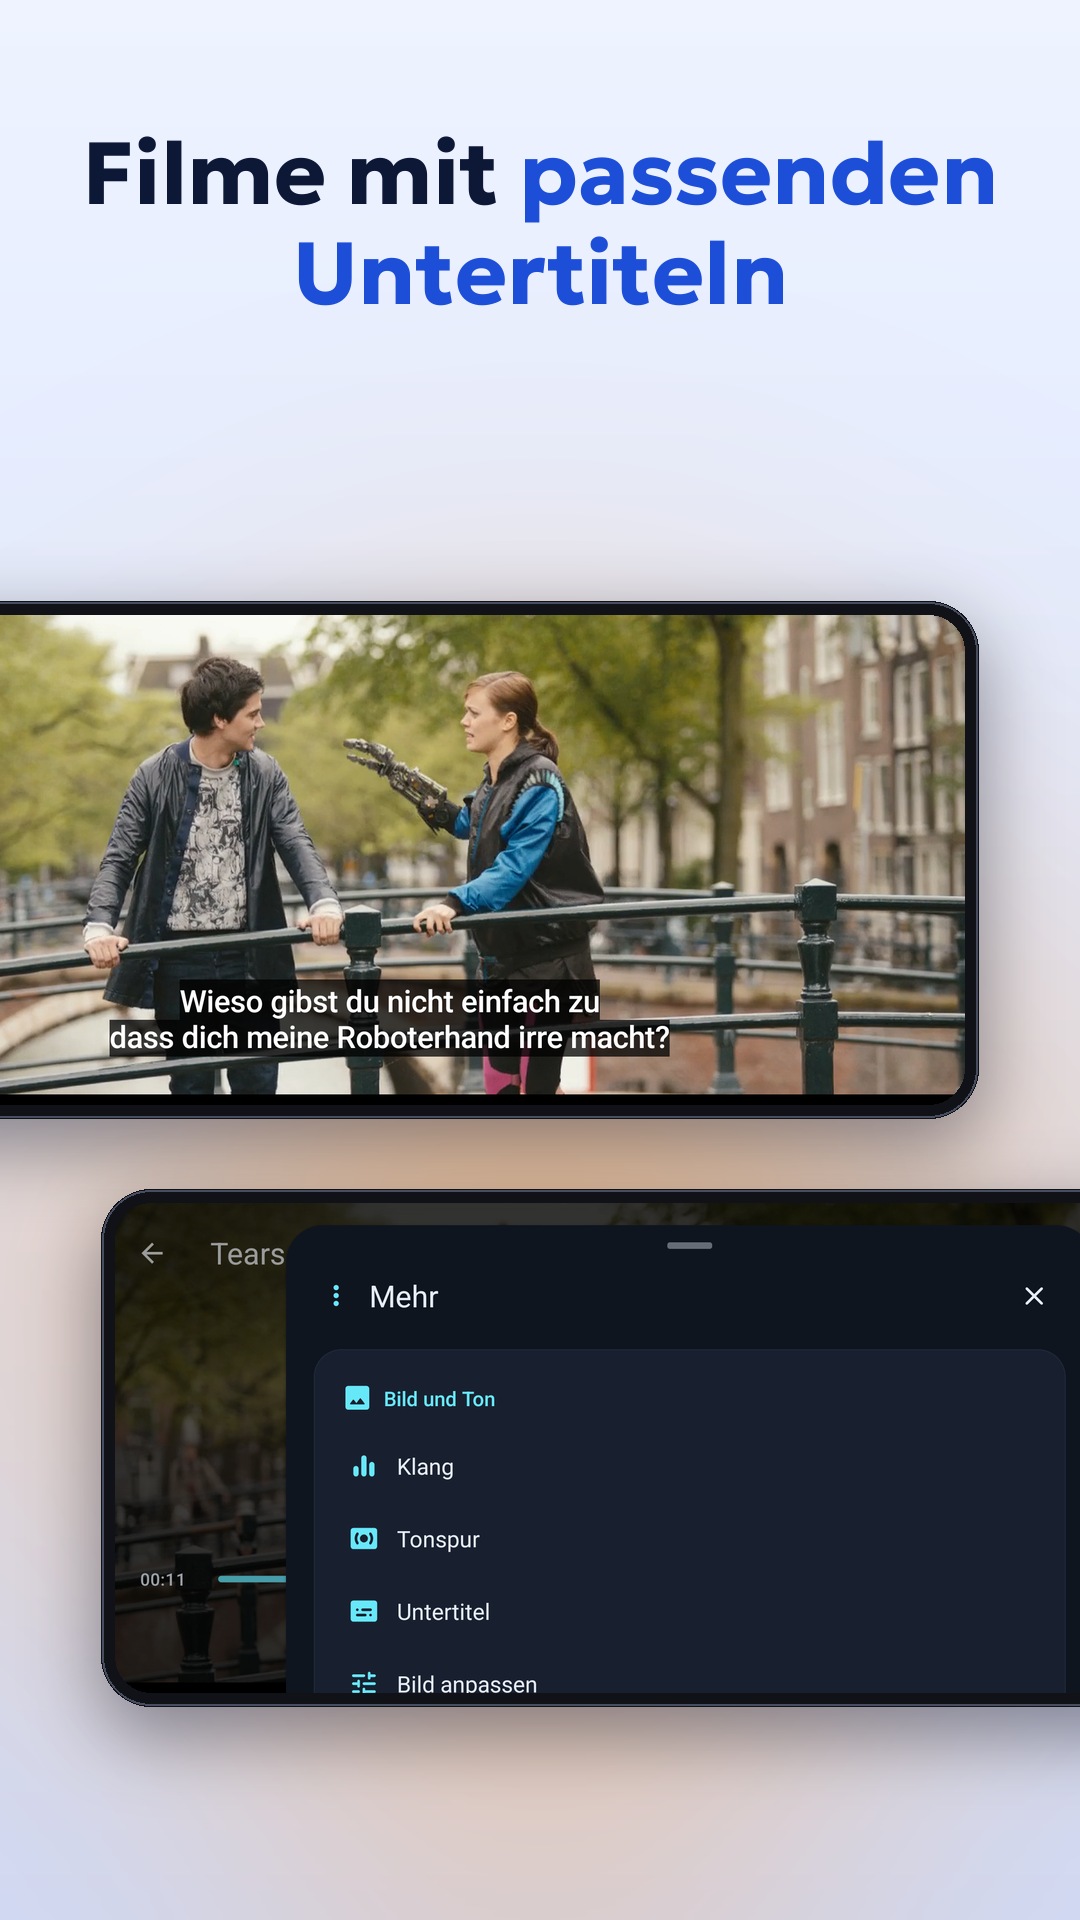 Filme mit passenden
Untertiteln
Wieso gibst du nicht einfach zu
dass dich meine Roboterhand irre macht?
Tears
Mehr
Bild und Ton
Klang
Tonspur
00:11
Untertitel
Bild anpassen